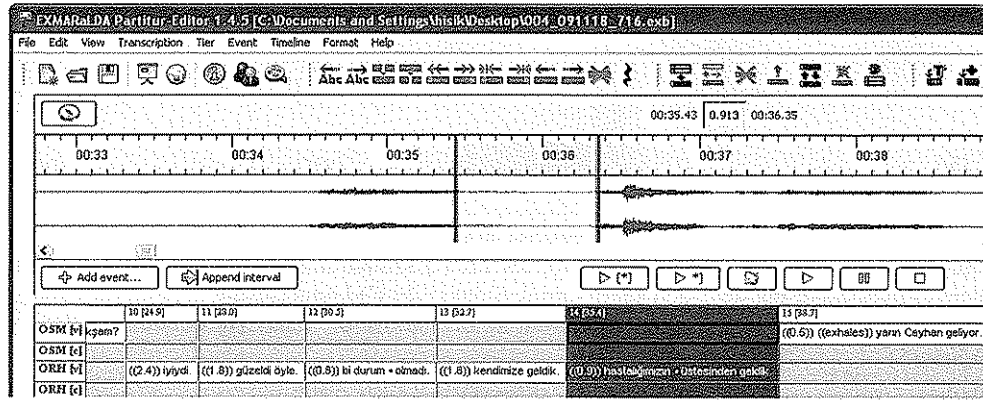 EXMARaLDA Partitur-Editor 1.4.5 [C:\Documents and Settings\hisik\Desktop\004_091118_716.exb]
File Edit View Transcription Tier Event Timeline Format Help
Abc Abc
00:35.43 0.913 00:36.35
00:33 00:34 00:35 00:36 00:37 00:38
Add event... Append interval
10 [24.9] 11 [28.0] 12 [30.5] 13 [32.7] 14 [35.4] 15 [38.7]
OSM [v] kşam? ((0.6)) ((exhales)) yarın Ceyhan geliyor.
OSM [c]
ORH [v] ((2.4)) iyiydi. ((1.8)) güzeldi öyle. ((0.8)) bi durum • olmadı. ((1.8)) kendimize geldik. ((0.9)) hastalığımızın • üstesinden geldik.
ORH [c]